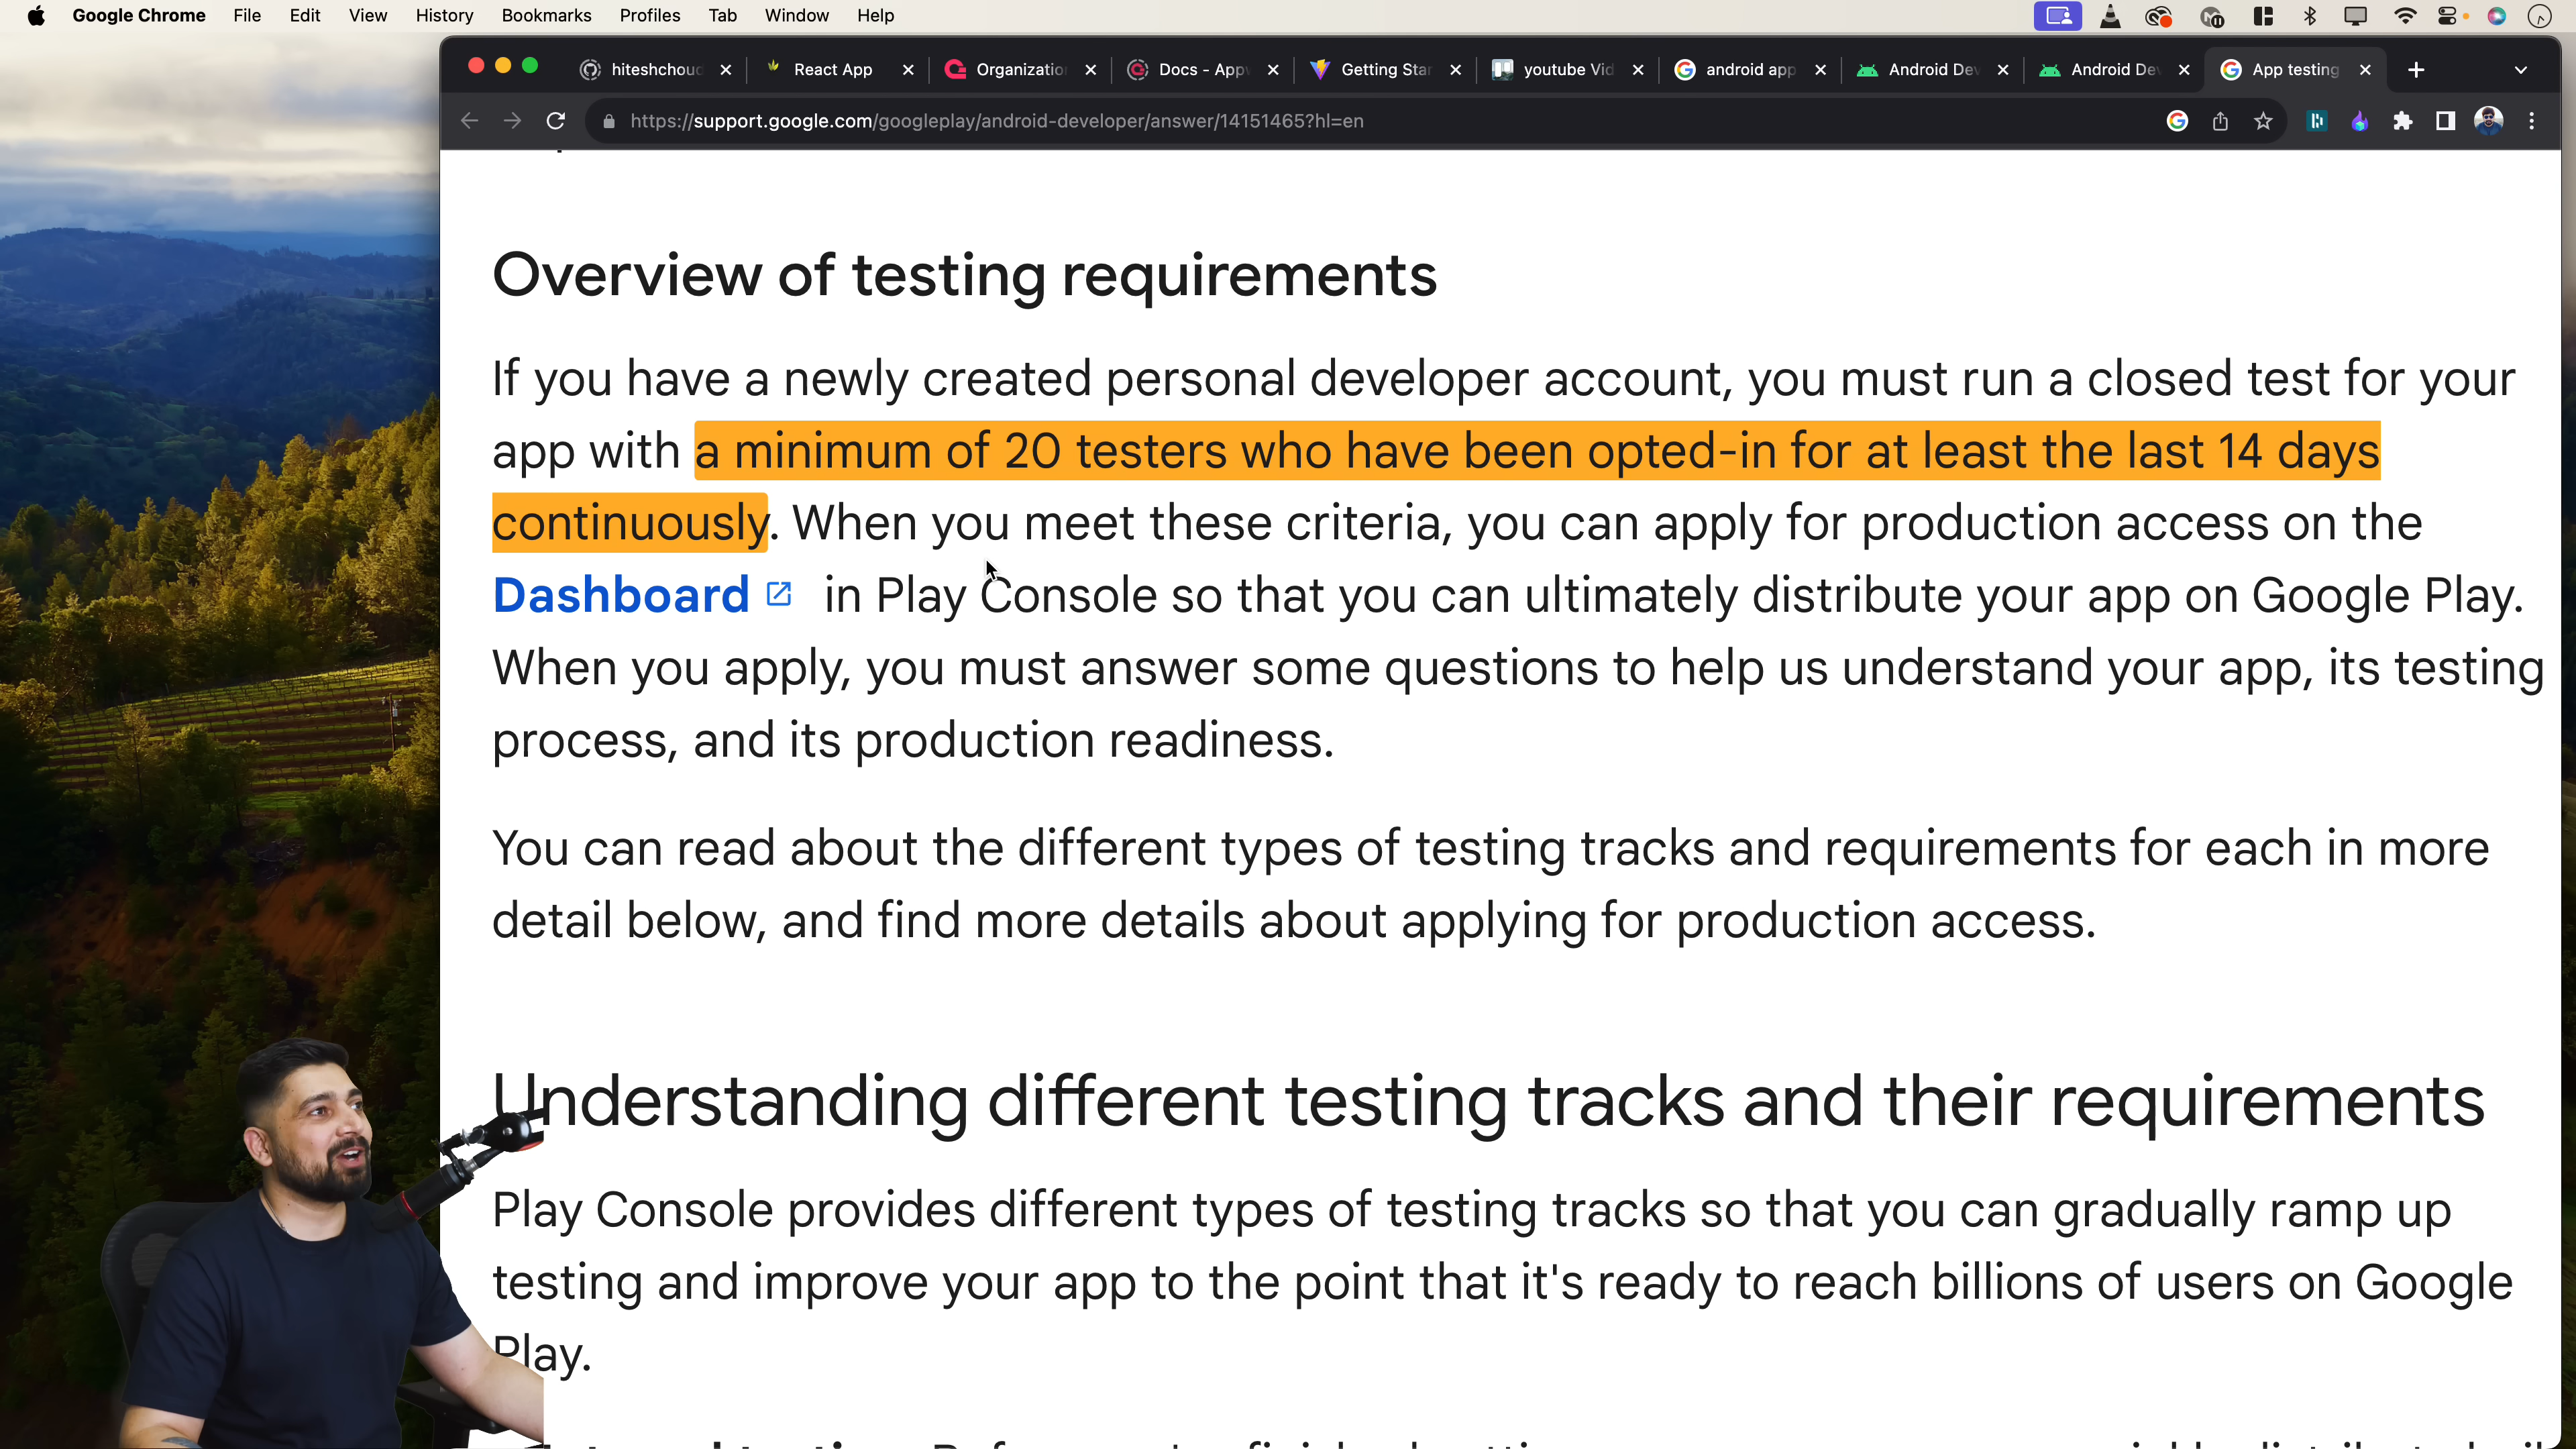 Google Chrome File Edit View History Bookmarks Profiles Tab Window Help
hiteshchoud React App Organization Docs - Appw Getting Star youtube Vid android app Android Dev Android Dev App testing
https://support.google.com/googleplay/android-developer/answer/14151465?hl=en
Overview of testing requirements
If you have a newly created personal developer account, you must run a closed test for your
app with a minimum of 20 testers who have been opted-in for at least the last 14 days
continuously. When you meet these criteria, you can apply for production access on the
Dashboard in Play Console so that you can ultimately distribute your app on Google Play.
When you apply, you must answer some questions to help us understand your app, its testing
process, and its production readiness.
You can read about the different types of testing tracks and requirements for each in more
detail below, and find more details about applying for production access.
Understanding different testing tracks and their requirements
Play Console provides different types of testing tracks so that you can gradually ramp up
testing and improve your app to the point that it's ready to reach billions of users on Google
Play.